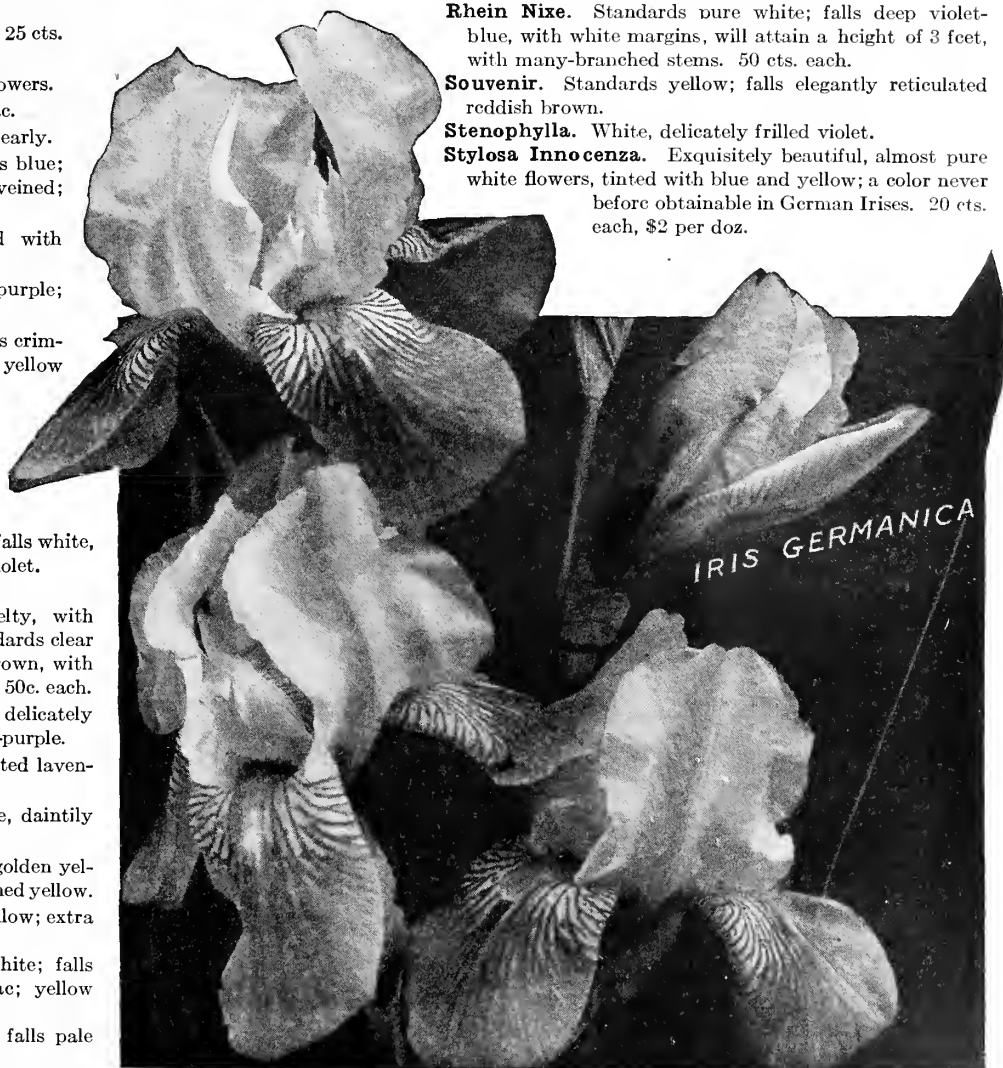 25 cts.
owers.
c.
early.
s blue;
veined;
d with
purple;
s crim-
yellow
falls white,
olet.
elty, with
dards clear
rown, with
50c. each.
delicately
-purple.
ted laven-
e, daintily
golden yel-
ned yellow.
low; extra
hite; falls
ac; yellow
falls pale
Rhein Nixe. Standards pure white; falls deep violet-
blue, with white margins, will attain a height of 3 feet,
with many-branched stems. 50 cts. each.
Souvenir. Standards yellow; falls elegantly reticulated
reddish brown.
Stenophylla. White, delicately frilled violet.
Stylosa Innocenza. Exquisitely beautiful, almost pure
white flowers, tinted with blue and yellow; a color never
before obtainable in German Irises. 20 cts.
each, $2 per doz.
IRIS GERMANICA